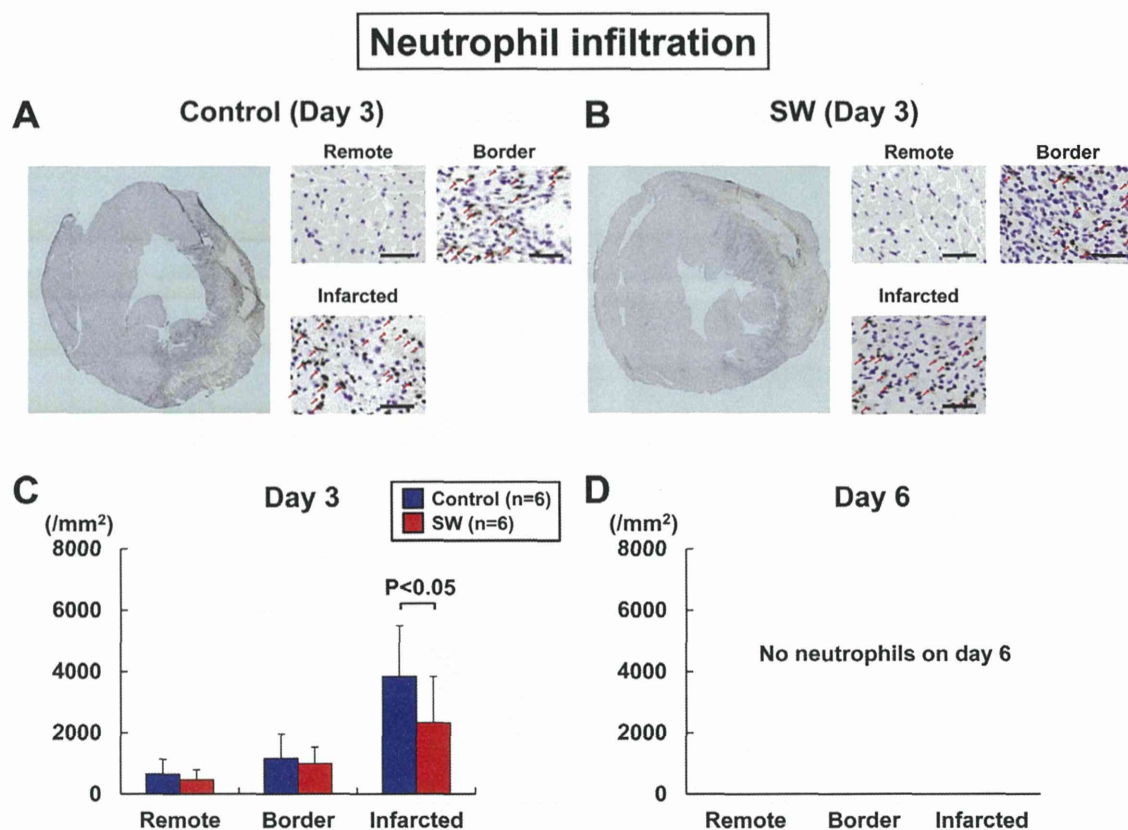 Neutrophil infiltration
A Control (Day 3)
Remote Border
Infarcted
B SW (Day 3)
Remote Border
Infarcted
C Day 3
(/mm²)
Control (n=6)
SW (n=6)
8000
6000
4000
2000
0
P<0.05
Remote Border Infarcted
D Day 6
(/mm²)
8000
6000
4000
2000
0
No neutrophils on day 6
Remote Border Infarcted